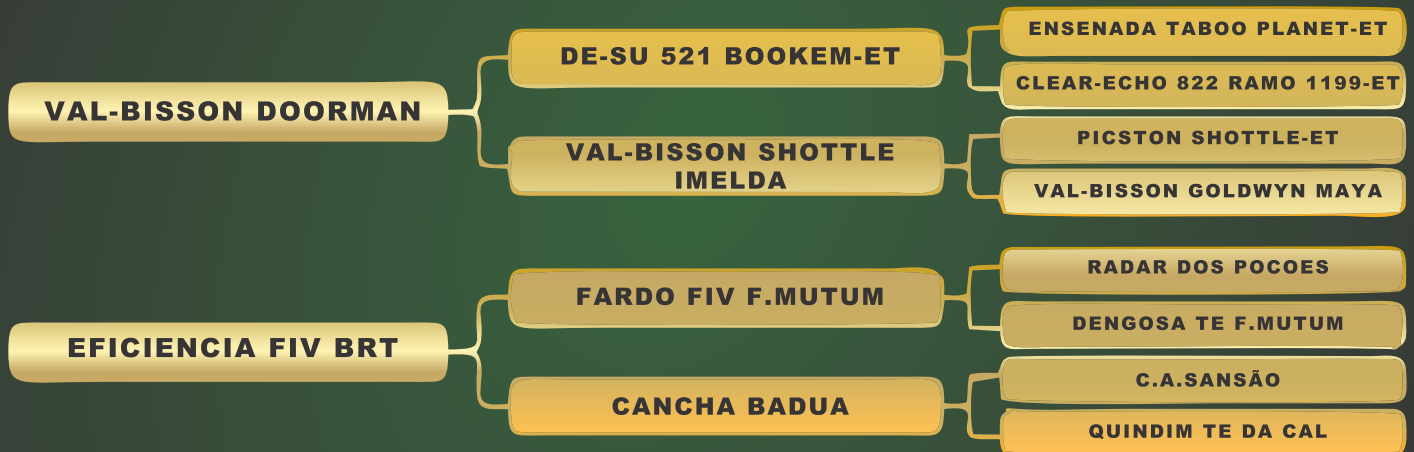 ENSENADA TABOO PLANET-ET
DE-SU 521 BOOKEM-ET
CLEAR-ECHO 822 RAMO 1199-ET
VAL-BISSON DOORMAN
PICSTON SHOTTLE-ET
VAL-BISSON SHOTTLE
IMELDA
VAL-BISSON GOLDWYN MAYA
RADAR DOS POCOES
FARDO FIV F.MUTUM
DENGOSA TE F.MUTUM
EFICIENCIA FIV BRT
C.A.SANSÃO
CANCHA BADUA
QUINDIM TE DA CAL